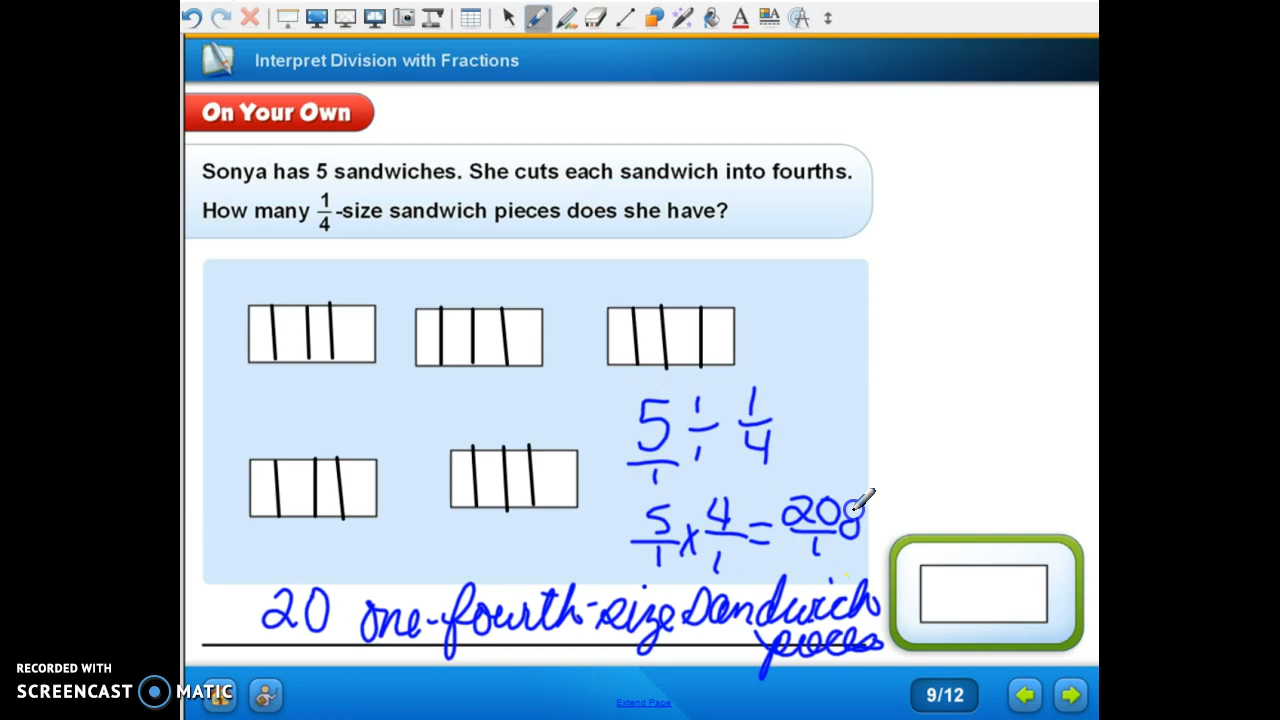 Interpret Division with Fractions
On Your Own
Sonya has 5 sandwiches. She cuts each sandwich into fourths.
How many 1/4-size sandwich pieces does she have?
5/1 ÷ 1/4
5/1 x 4/1 = 20/1
20 one-fourth-size sandwich
pieces
RECORDED WITH
SCREENCAST MATIC
Extend Page
9/12